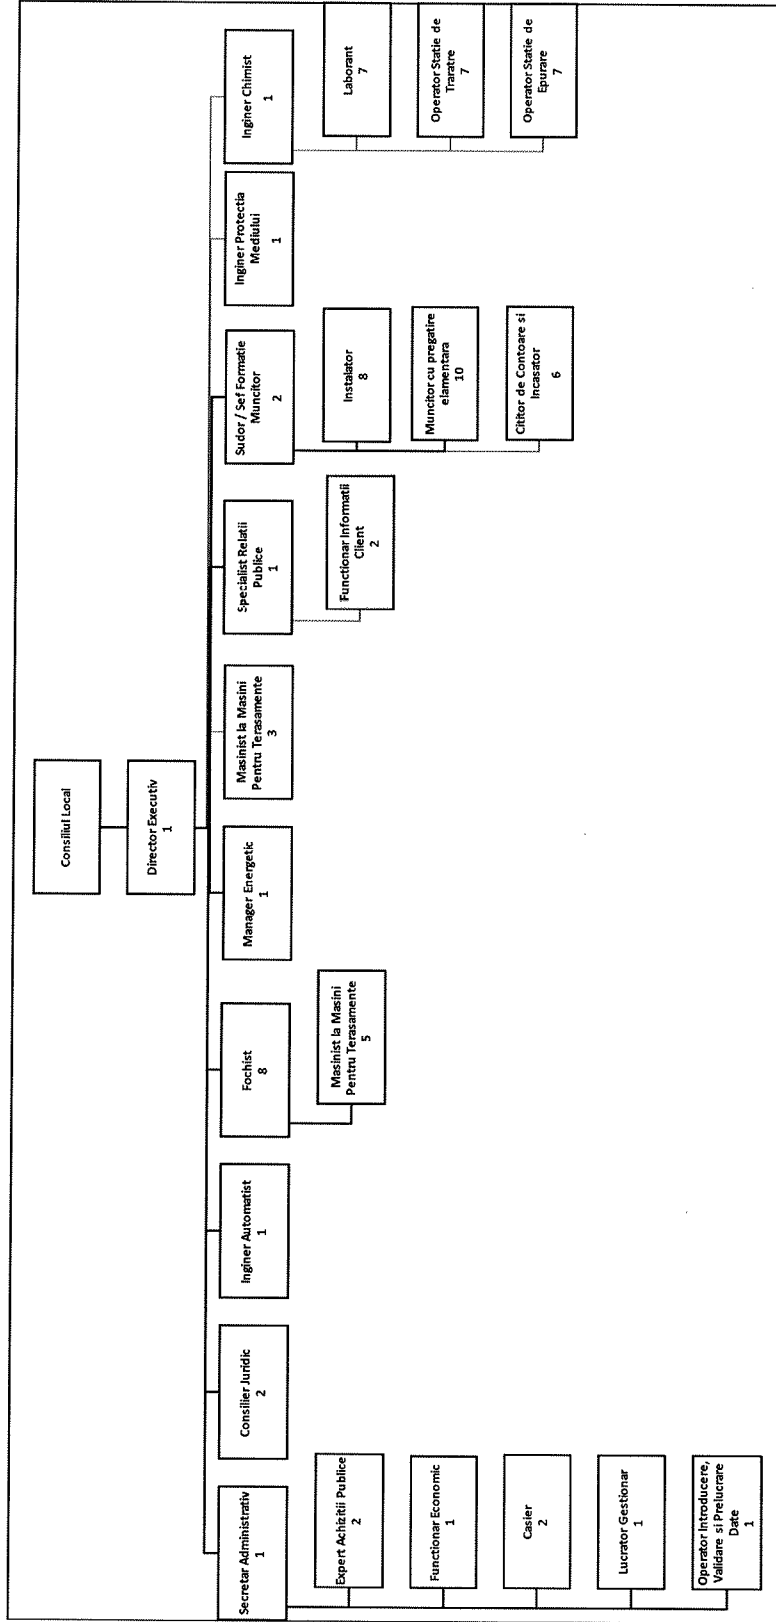 Consiliul Local
Director Executiv
1
Secretar Administrativ
1
Expert Achizitii Publice
2
Functionar Economic
1
Casier
2
Lucrator Gestionar
1
Operator Introducere,
Validare si Prelucrare
Date
1
Consilier Juridic
2
Inginer Automatist
1
Fochist
8
Masinist la Masini
Pentru Terasamente
5
Manager Energetic
1
Masinist la Masini
Pentru Terasamente
3
Specialist Relatii
Publice
1
Functionar Informatii
Client
2
Sudor / Sef Formatie
Muncitor
2
Instalator
8
Muncitor cu pregatire
elamentara
10
Cititor de Contoare si
Incasator
6
Inginer Protectia
Mediului
1
Inginer Chimist
1
Laborant
7
Operator Statie de
Traratre
7
Operator Statie de
Epurare
7